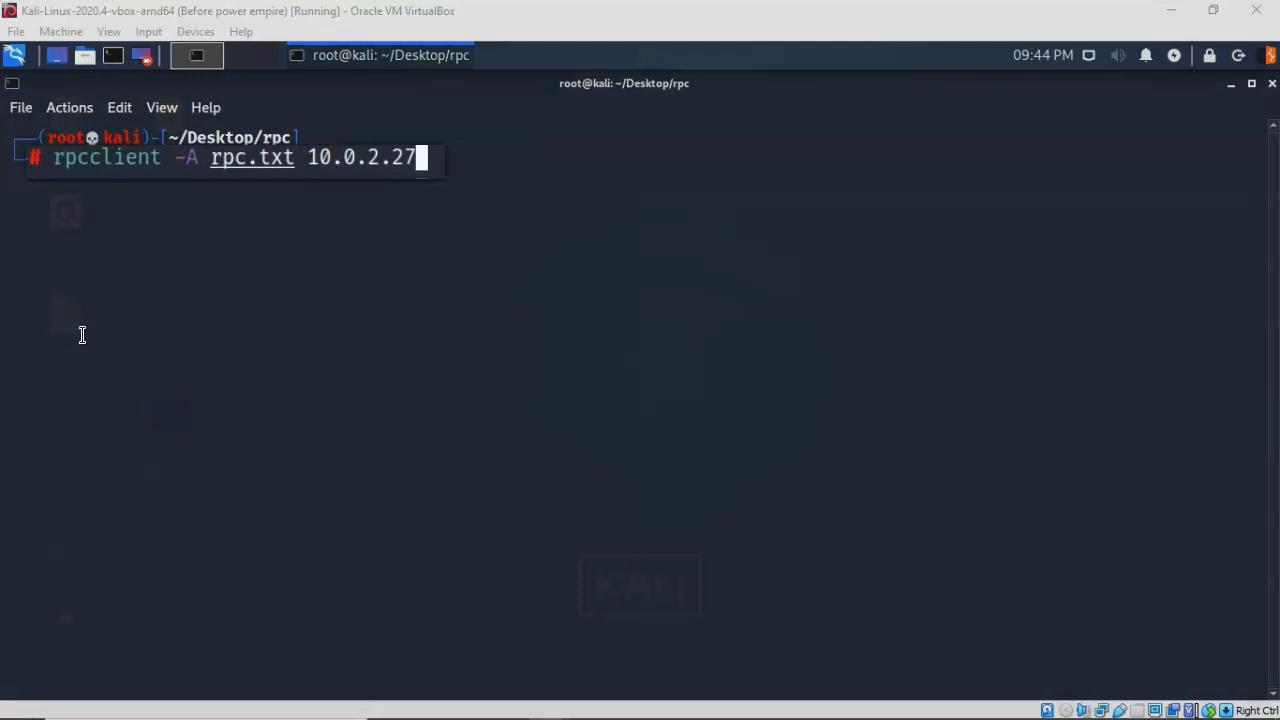 Kali-Linux-2020.4-vbox-amd64 (Before power empire) [Running] - Oracle VM VirtualBox
File Machine View Input Devices Help
root@kali: ~/Desktop/rpc 09:44 PM
root@kali: ~/Desktop/rpc
File Actions Edit View Help
(root💀kali)-[~/Desktop/rpc]
# rpcclient -A rpc.txt 10.0.2.27
KALI
Right Ctrl